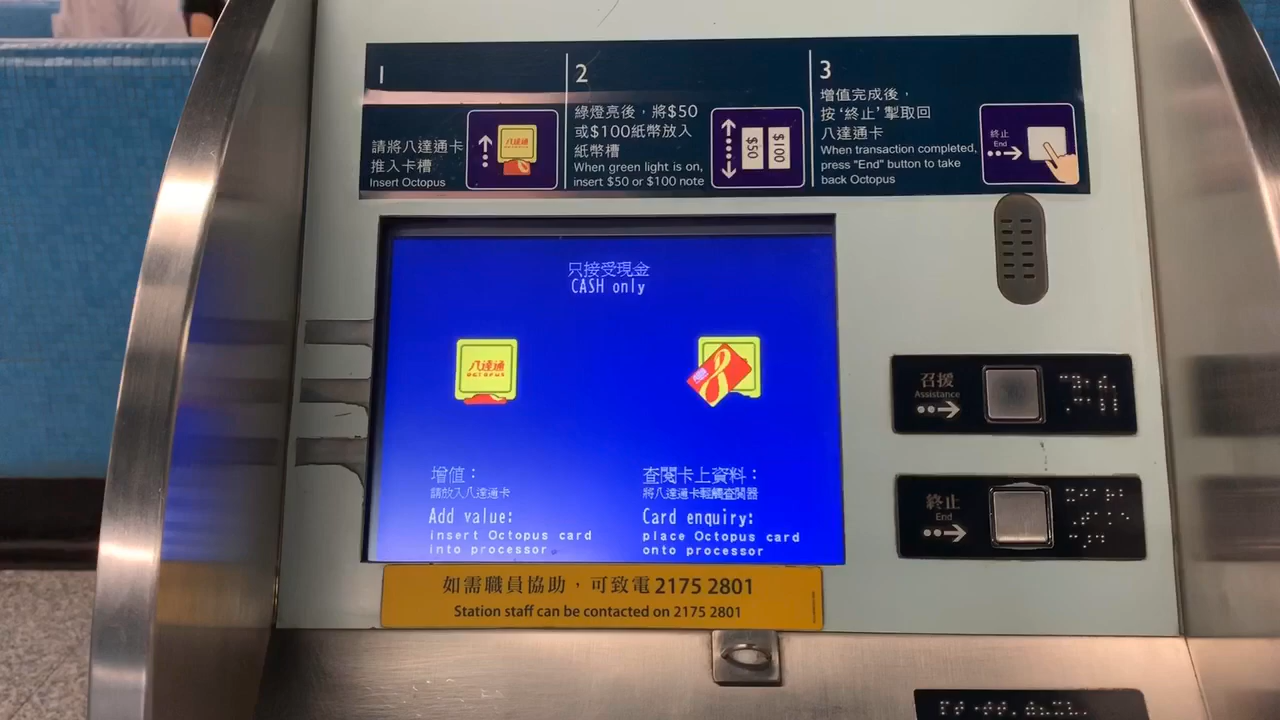 1
請將八達通卡
推入卡槽
Insert Octopus
八達通
2
綠燈亮後，將$50
或$100紙幣放入
紙幣槽
When green light is on,
insert $50 or $100 note
$50
$100
3
增值完成後，
按‘終止’掣取回
八達通卡
When transaction completed,
press "End" button to take
back Octopus
終止
End
只接受現金
CASH only
八達通
OCTOPUS
增值：
請放入八達通卡
Add value:
insert Octopus card
into processor
查閱卡上資料：
將八達通卡輕觸查閱器
Card enquiry:
place Octopus card
onto processor
召援
Assistance
終止
End
如需職員協助，可致電 2175 2801
Station staff can be contacted on 2175 2801